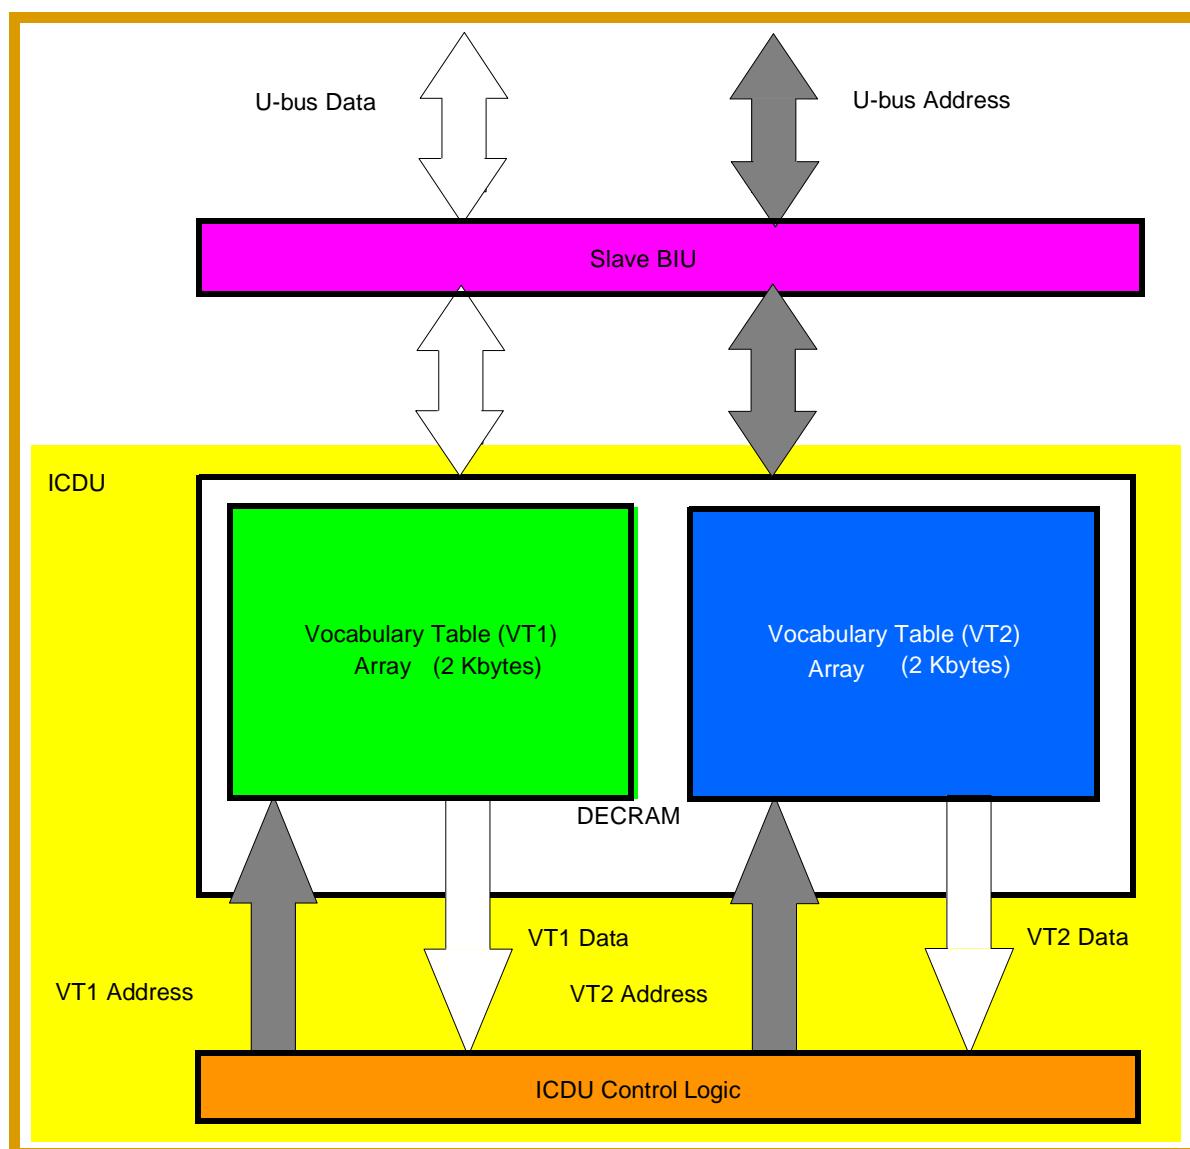 U-bus Data
U-bus Address
Slave BIU
ICDU
Vocabulary Table (VT1)
Array (2 Kbytes)
Vocabulary Table (VT2)
Array (2 Kbytes)
DECRAM
VT1 Data
VT2 Data
VT1 Address
VT2 Address
ICDU Control Logic